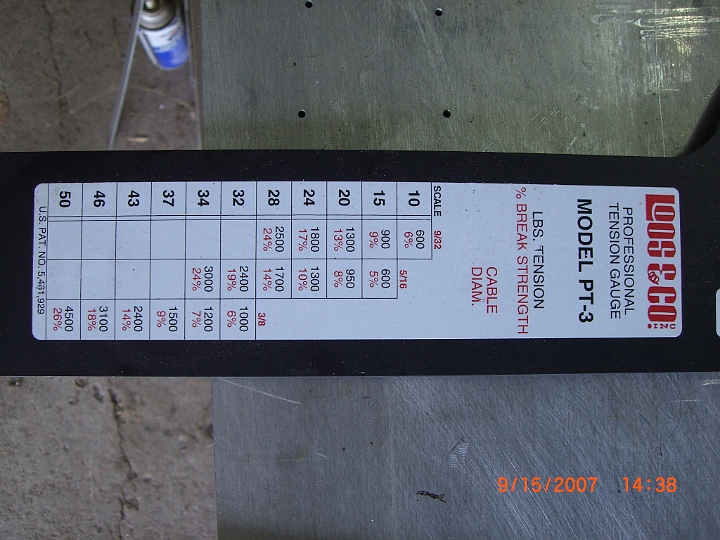 LOOS & CO. INC.
PROFESSIONAL
TENSION GAUGE
MODEL PT-3
LBS. TENSION
% BREAK STRENGTH
CABLE
DIAM.
SCALE 9/32
10 600 6% 5/16
15 900 9% 600 5%
20 1300 13% 950 8%
24 1800 17% 1300 10%
28 2500 24% 1700 14% 3/8
32 2400 19% 1000 6%
34 3000 24% 1200 7%
37 1500 9%
43 2400 14%
46 3100 18%
50 4500 26%
U.S. PAT. NO. 5,461,929
9/15/2007 14:38